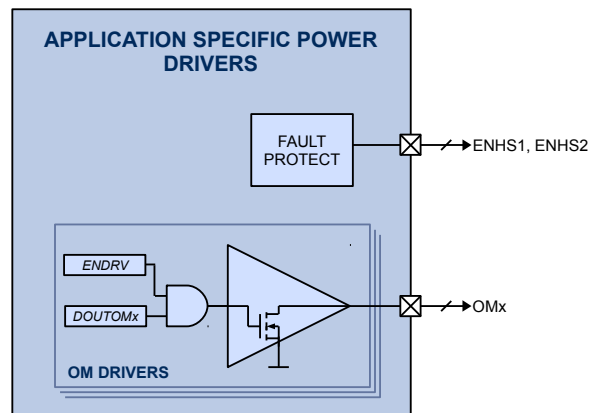 APPLICATION SPECIFIC POWER
DRIVERS
FAULT
PROTECT
ENHS1, ENHS2
ENDRV
DOUTOMx
OMx
OM DRIVERS